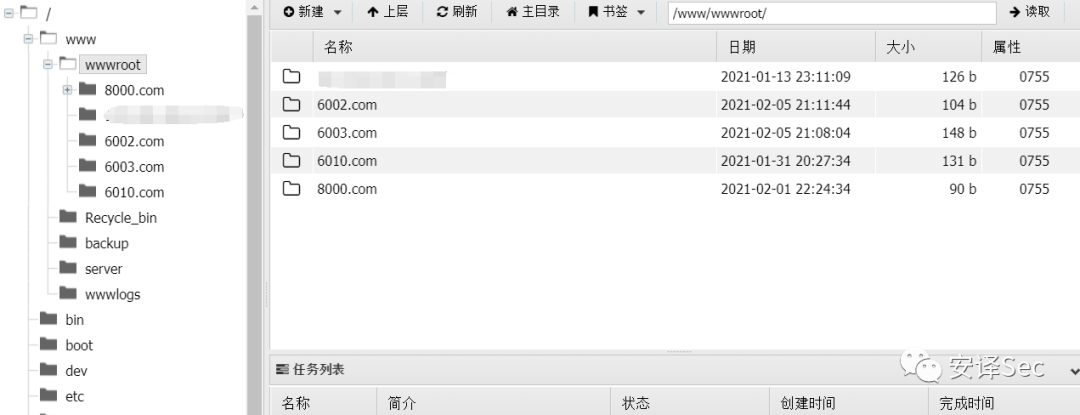 /
www
wwwroot
8000.com
6002.com
6003.com
6010.com
Recycle_bin
backup
server
wwwlogs
bin
boot
dev
etc
新建 上层 刷新 主目录 书签 /www/wwwroot/ 读取
名称 日期 大小 属性
2021-01-13 23:11:09 126 b 0755
6002.com 2021-02-05 21:11:44 104 b 0755
6003.com 2021-02-05 21:08:04 148 b 0755
6010.com 2021-01-31 20:27:34 131 b 0755
8000.com 2021-02-01 22:24:34 90 b 0755
任务列表
名称 简介 状态 创建时间 完成时间
安译Sec